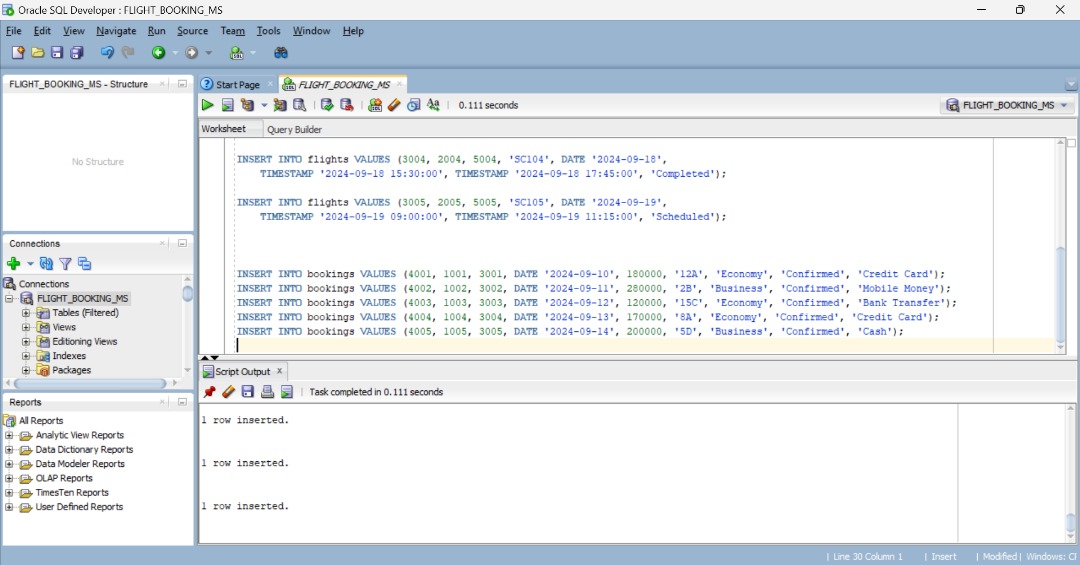 Oracle SQL Developer : FLIGHT_BOOKING_MS
File Edit View Navigate Run Source Team Tools Window Help
FLIGHT_BOOKING_MS - Structure
No Structure
Connections
Connections
FLIGHT_BOOKING_MS
Tables (Filtered)
Views
Editioning Views
Indexes
Packages
Reports
All Reports
Analytic View Reports
Data Dictionary Reports
Data Modeler Reports
OLAP Reports
TimesTen Reports
User Defined Reports
Start Page
FLIGHT_BOOKING_MS
0.111 seconds
FLIGHT_BOOKING_MS
Worksheet Query Builder
INSERT INTO flights VALUES (3004, 2004, 5004, 'SC104', DATE '2024-09-18',
TIMESTAMP '2024-09-18 15:30:00', TIMESTAMP '2024-09-18 17:45:00', 'Completed');
INSERT INTO flights VALUES (3005, 2005, 5005, 'SC105', DATE '2024-09-19',
TIMESTAMP '2024-09-19 09:00:00', TIMESTAMP '2024-09-19 11:15:00', 'Scheduled');
INSERT INTO bookings VALUES (4001, 1001, 3001, DATE '2024-09-10', 180000, '12A', 'Economy', 'Confirmed', 'Credit Card');
INSERT INTO bookings VALUES (4002, 1002, 3002, DATE '2024-09-11', 280000, '2B', 'Business', 'Confirmed', 'Mobile Money');
INSERT INTO bookings VALUES (4003, 1003, 3003, DATE '2024-09-12', 120000, '15C', 'Economy', 'Confirmed', 'Bank Transfer');
INSERT INTO bookings VALUES (4004, 1004, 3004, DATE '2024-09-13', 170000, '8A', 'Economy', 'Confirmed', 'Credit Card');
INSERT INTO bookings VALUES (4005, 1005, 3005, DATE '2024-09-14', 200000, '5D', 'Business', 'Confirmed', 'Cash');
Script Output
Task completed in 0.111 seconds
1 row inserted.
1 row inserted.
1 row inserted.
Line 30 Column 1 | Insert | Modified | Windows: CI